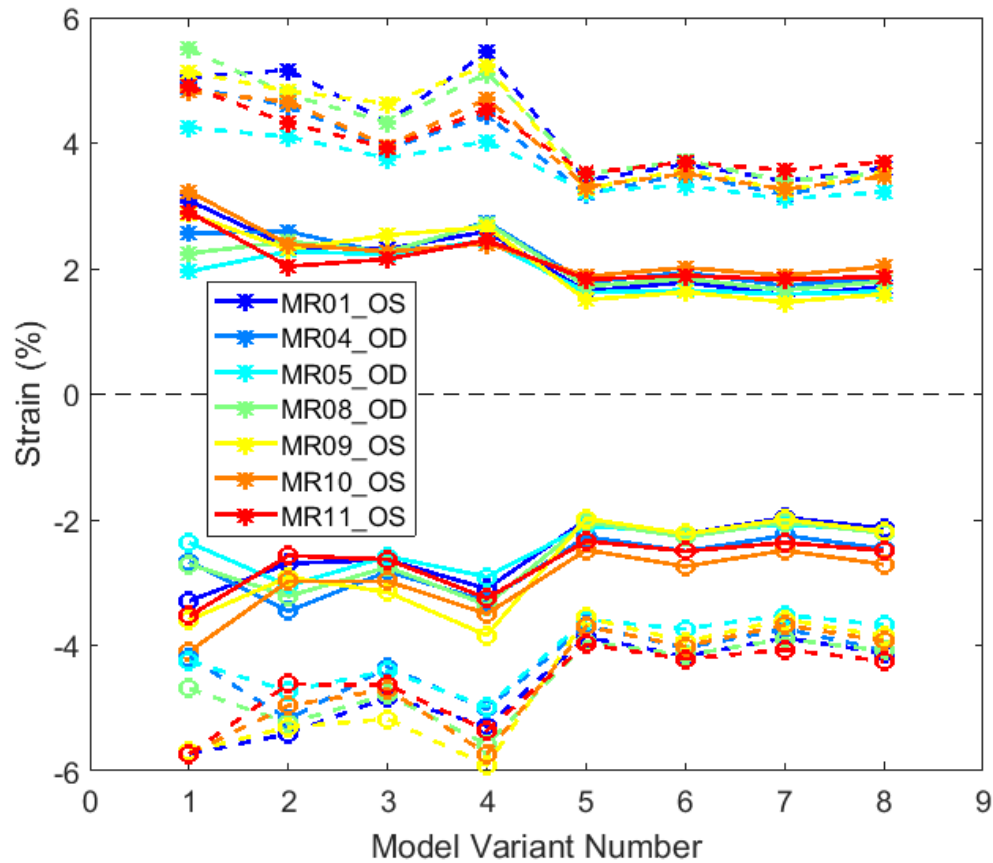 6
4
2
0
-2
-4
-6
Strain (%)
MR01_OS
MR04_OD
MR05_OD
MR08_OD
MR09_OS
MR10_OS
MR11_OS
0 1 2 3 4 5 6 7 8 9
Model Variant Number